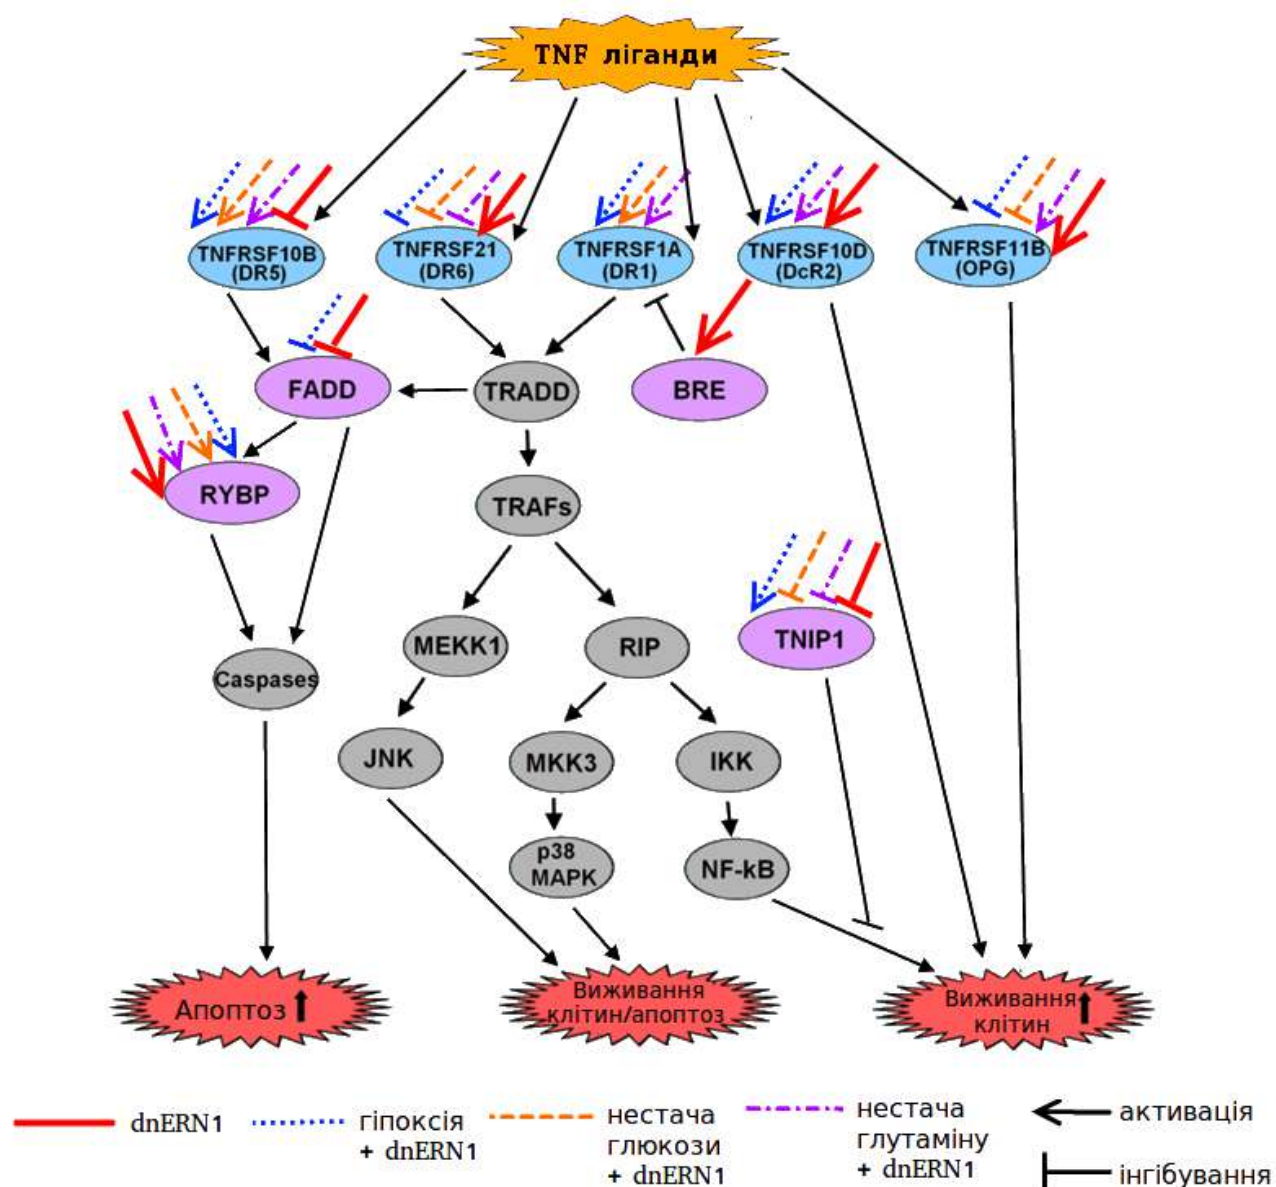 TNF ліганди
TNFRSF10B
(DR5)
TNFRSF21
(DR6)
TNFRSF1A
(DR1)
TNFRSF10D
(DcR2)
TNFRSF11B
(OPG)
FADD
TRADD
BRE
RYBP
TRAFs
MEKK1
RIP
TNIP1
Caspases
JNK
MKK3
IKK
p38
MAPK
NF-kB
Апоптоз
Виживання
клітин/апоптоз
Виживання
клітин
dnERN1
гіпоксія
+ dnERN1
нестача
глюкози
+ dnERN1
нестача
глутаміну
+ dnERN1
активація
інгібування